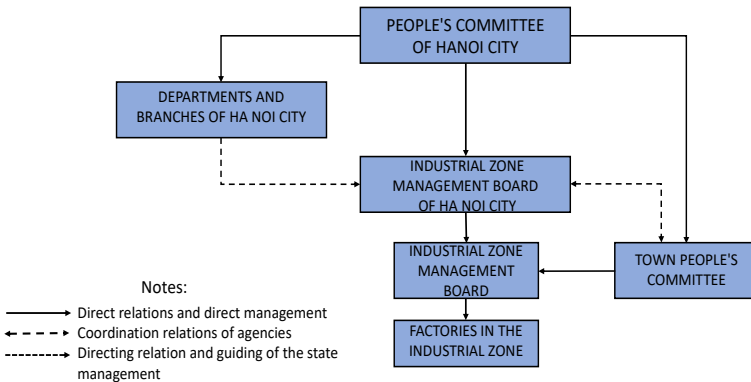 PEOPLE'S COMMITTEE
OF HANOI CITY
DEPARTMENTS AND
BRANCHES OF HA NOI CITY
INDUSTRIAL ZONE
MANAGEMENT BOARD
OF HA NOI CITY
INDUSTRIAL ZONE
MANAGEMENT
BOARD
TOWN PEOPLE'S
COMMITTEE
FACTORIES IN THE
INDUSTRIAL ZONE
Notes:
Direct relations and direct management
Coordination relations of agencies
Directing relation and guiding of the state
management